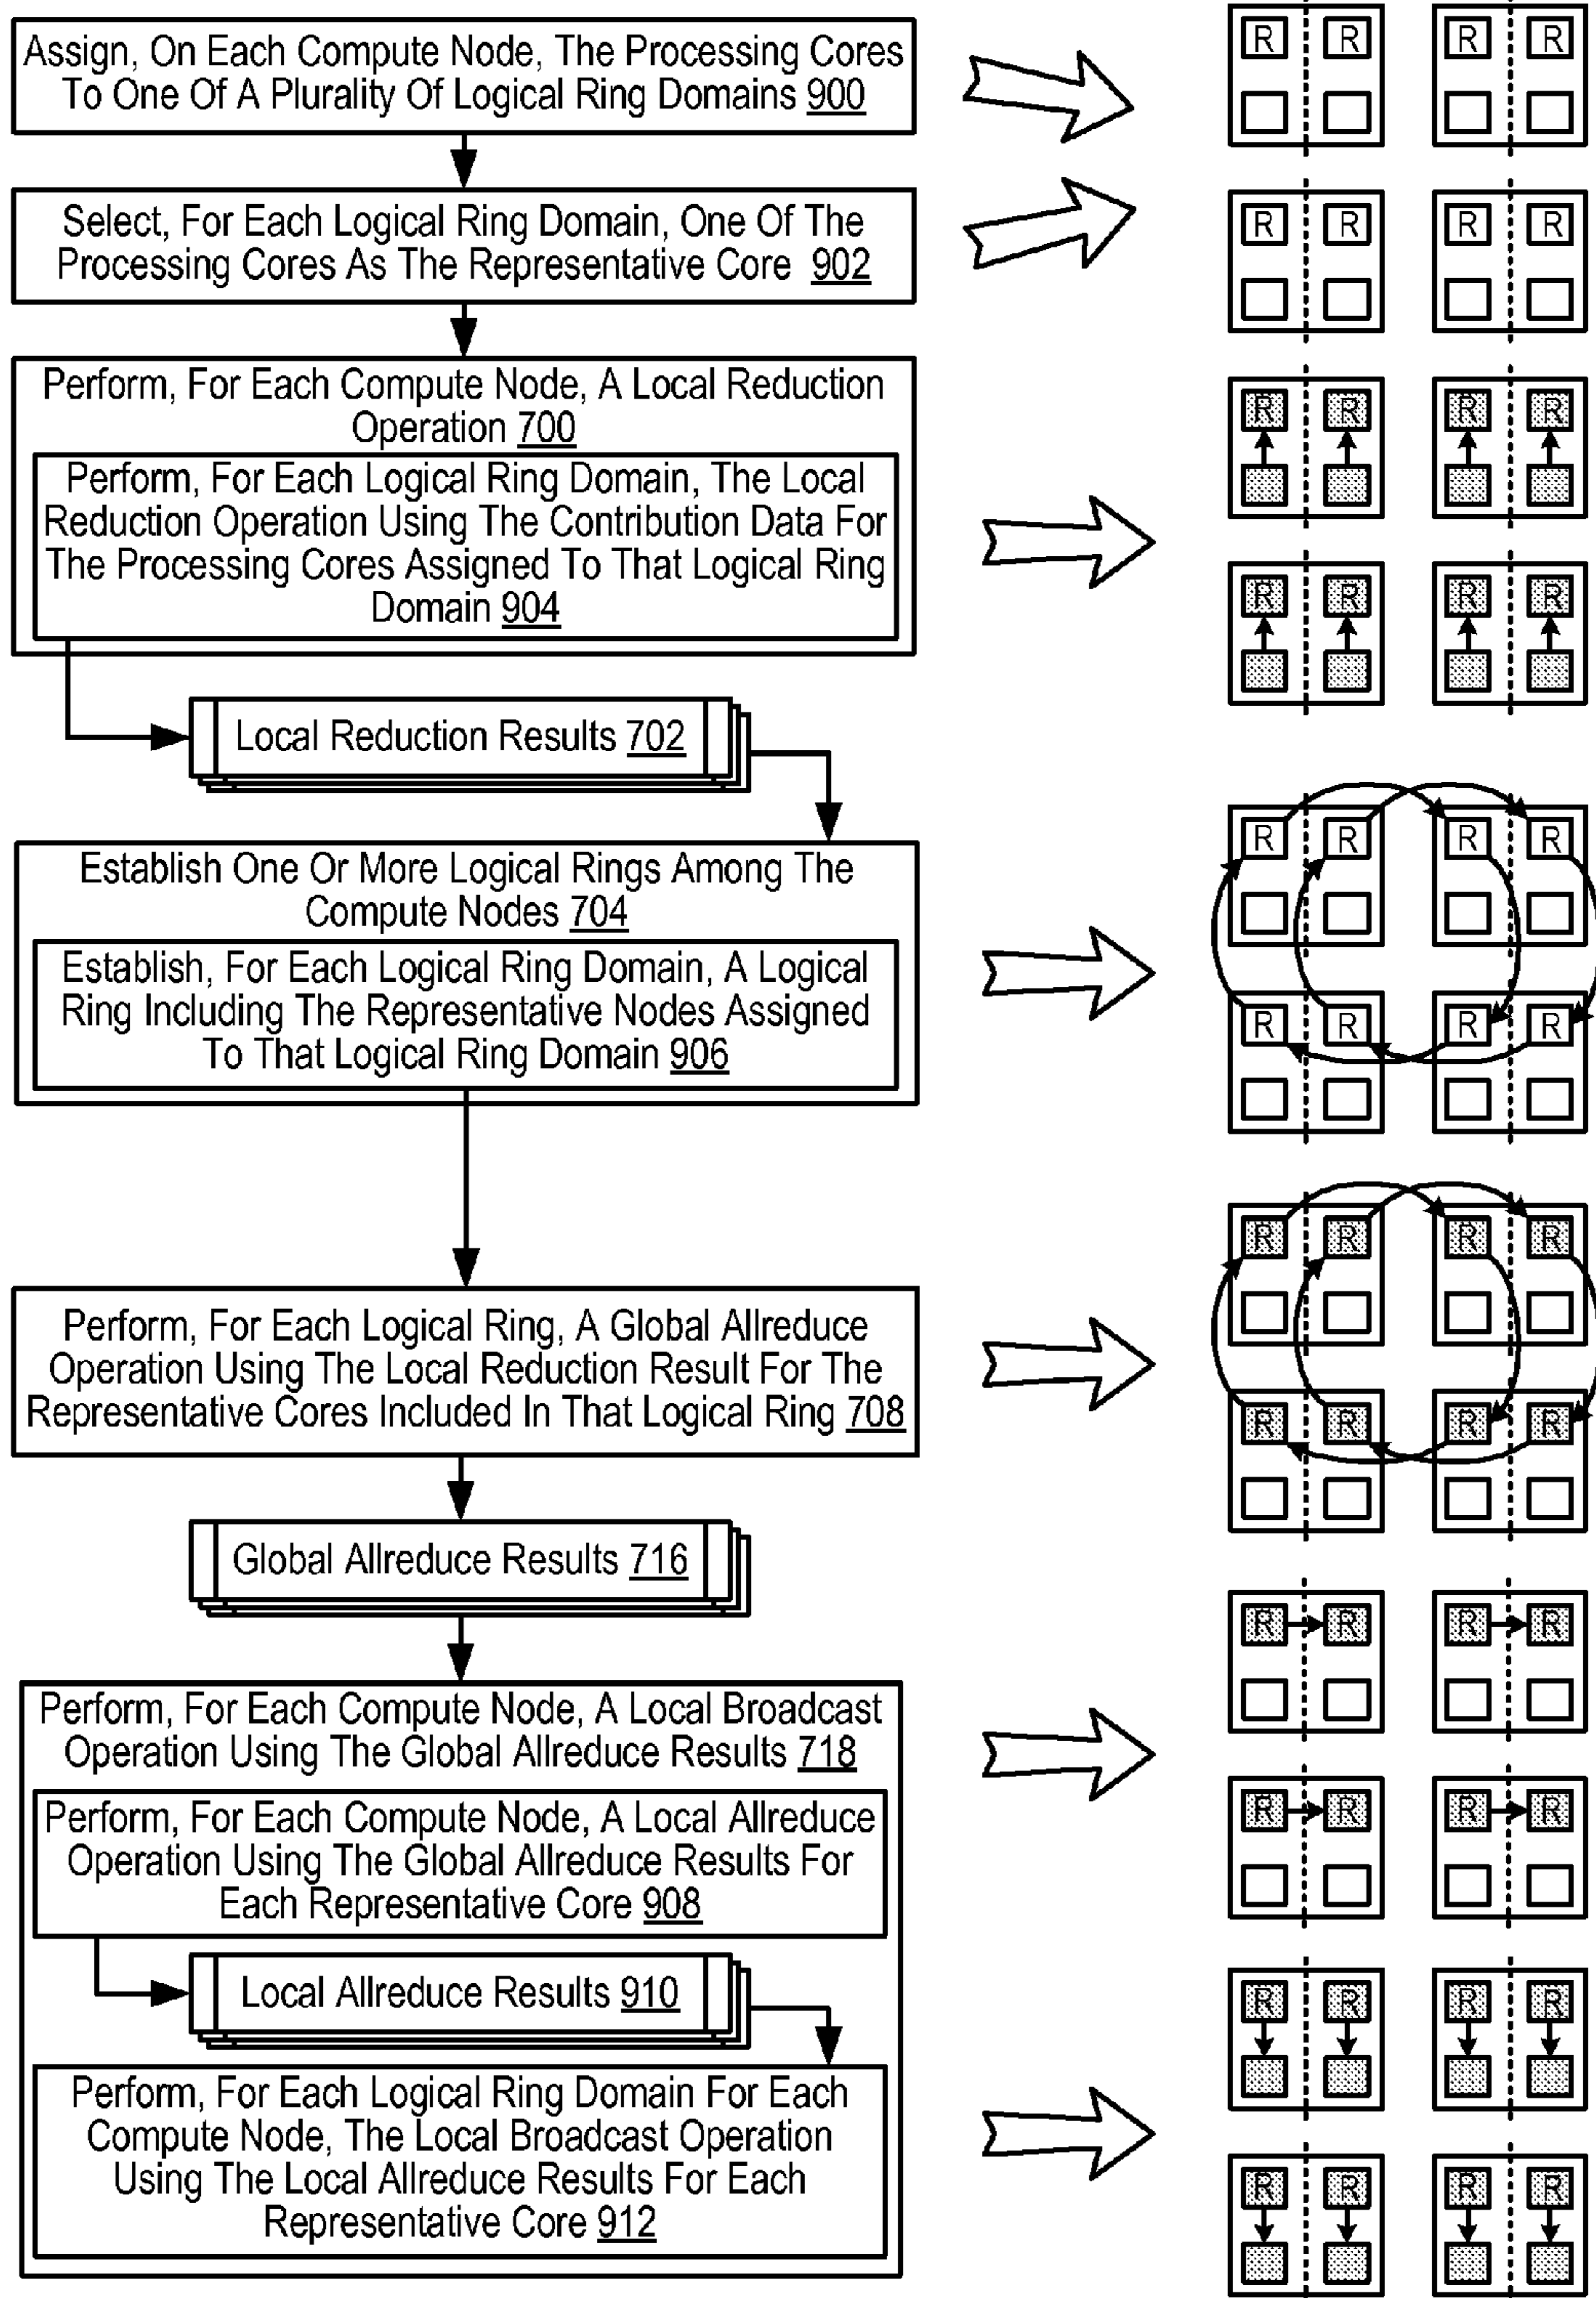 Assign, On Each Compute Node, The Processing Cores
To One Of A Plurality Of Logical Ring Domains 900
R R R R
Select, For Each Logical Ring Domain, One Of The
Processing Cores As The Representative Core 902
R R R R
Perform, For Each Compute Node, A Local Reduction
Operation 700
Perform, For Each Logical Ring Domain, The Local
Reduction Operation Using The Contribution Data For
The Processing Cores Assigned To That Logical Ring
Domain 904
R R R R
R R R R
Local Reduction Results 702
Establish One Or More Logical Rings Among The
Compute Nodes 704
Establish, For Each Logical Ring Domain, A Logical
Ring Including The Representative Nodes Assigned
To That Logical Ring Domain 906
R R R R
R R R R
Perform, For Each Logical Ring, A Global Allreduce
Operation Using The Local Reduction Result For The
Representative Cores Included In That Logical Ring 708
R R R R
R R R R
Global Allreduce Results 716
Perform, For Each Compute Node, A Local Broadcast
Operation Using The Global Allreduce Results 718
Perform, For Each Compute Node, A Local Allreduce
Operation Using The Global Allreduce Results For
Each Representative Core 908
R R R R
R R R R
Local Allreduce Results 910
Perform, For Each Logical Ring Domain For Each
Compute Node, The Local Broadcast Operation
Using The Local Allreduce Results For Each
Representative Core 912
R R R R
R R R R